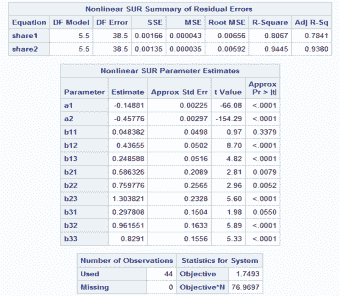 Nonlinear SUR Summary of Residual Errors
Equation DF Model DF Error SSE MSE Root MSE R-Square Adj R-Sq
share1 5.5 38.5 0.00166 0.000043 0.00656 0.8067 0.7841
share2 5.5 38.5 0.00135 0.000035 0.00592 0.9445 0.9380
Nonlinear SUR Parameter Estimates
Parameter Estimate Approx Std Err t Value Approx Pr > |t|
a1 -0.14881 0.00225 -66.08 <.0001
a2 -0.45776 0.00297 -154.29 <.0001
b11 0.048382 0.0498 0.97 0.3379
b12 0.43655 0.0502 8.70 <.0001
b13 0.248588 0.0516 4.82 <.0001
b21 0.586326 0.2089 2.81 0.0079
b22 0.759776 0.2565 2.96 0.0052
b23 1.303821 0.2328 5.60 <.0001
b31 0.297808 0.1504 1.98 0.0550
b32 0.961551 0.1633 5.89 <.0001
b33 0.8291 0.1556 5.33 <.0001
Number of Observations Statistics for System
Used 44 Objective 1.7493
Missing 0 Objective*N 76.9697